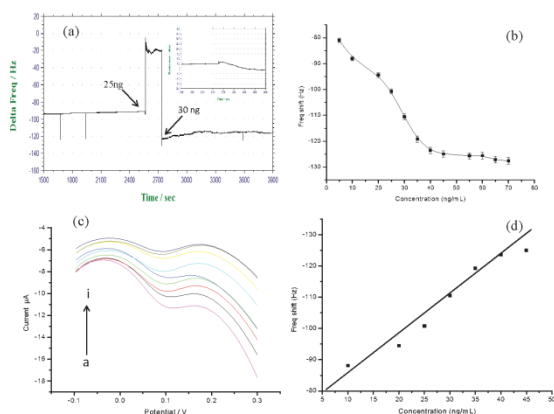 (a)
20
0
-20
-40
-60
-80
-100
-120
-140
-160
Delta Freq / Hz
25ng
30 ng
1500
2100
2700
3300
3900
Time / sec
(b)
-60
-70
-80
-90
-100
-110
-120
-130
Freq shift (Hz)
0 10 20 30 40 50 60 70 80
Concentration (ng/mL)
(c)
-4
-6
-8
-10
-12
-14
-16
-18
Current µA
i
a
-0.1 0.0 0.1 0.2 0.3
Potential / V
(d)
-130
-120
-110
-100
-90
-80
Freq shift (Hz)
5 10 15 20 25 30 35 40 45 50
Concentration (ng/mL)